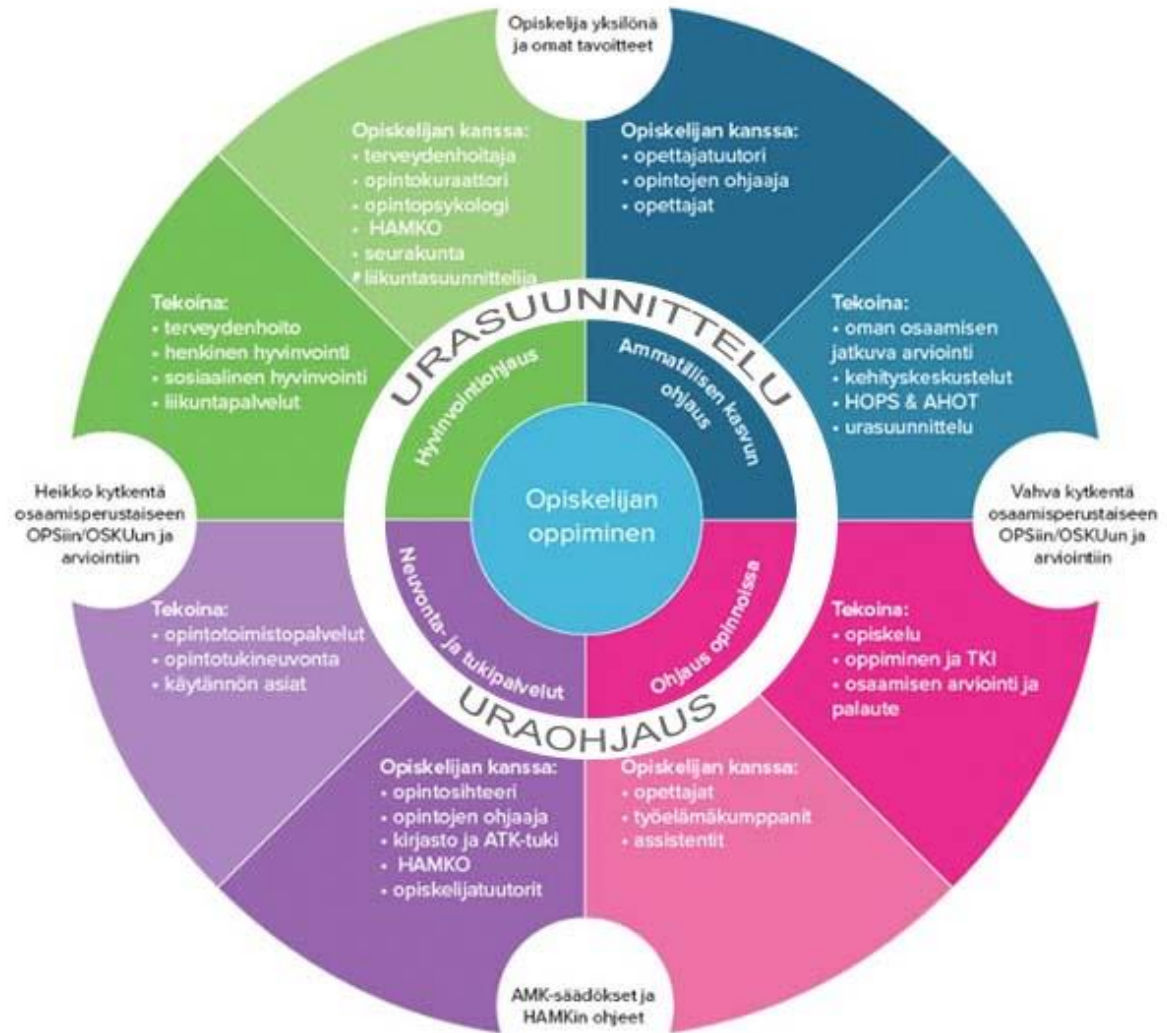 Opiskelija yksilönä
ja omat tavoitteet
Opiskelijan kanssa:
• terveydenhoitaja
• opintokuraattori
• opintopsykologi
• HAMKO
• seurakunta
• liikuntasuunnittelija
Opiskelijan kanssa:
• opettajatuutori
• opintojen ohjaaja
• opettajat
Tekoina:
• terveydenhoito
• henkinen hyvinvointi
• sosiaalinen hyvinvointi
• liikuntapalvelut
Tekoina:
• oman osaamisen
jatkuva arviointi
• kehityskeskustelut
• HOPS & AHOT
• urasuunnittelu
URASUUNNITTELU
Hyvinvointiohjaus
Ammatillisen kasvun
ohjaus
Opiskelijan
oppiminen
Heikko kytkentä
osaamisperustaiseen
OPSiin/OSKUun ja
arviointiin
Vahva kytkentä
osaamisperustaiseen
OPSiin/OSKUun ja
arviointiin
Neuvonta- ja tukipalvelut
Ohjaus opinnoissa
URAOHJAUS
Tekoina:
• opintotoimistopalvelut
• opintotukineuvonta
• käytännön asiat
Tekoina:
• opiskelu
• oppiminen ja TKI
• osaamisen arviointi ja
palaute
Opiskelijan kanssa:
• opintosihteeri
• opintojen ohjaaja
• kirjasto ja ATK-tuki
• HAMKO
• opiskelijatuutorit
Opiskelijan kanssa:
• opettajat
• työelämäkumppanit
• assistentit
AMK-säädökset ja
HAMKin ohjeet